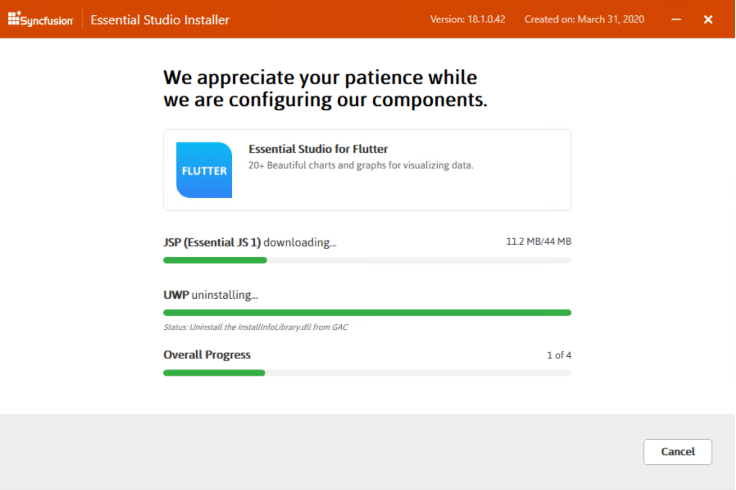 Syncfusion
Essential Studio Installer
Version: 18.1.0.42
Created on: March 31, 2020
We appreciate your patience while
we are configuring our components.
FLUTTER
Essential Studio for Flutter
20+ Beautiful charts and graphs for visualizing data.
JSP (Essential JS 1) downloading...
11.2 MB/44 MB
UWP uninstalling...
Status: Uninstall the InstallInfoLibrary.dll from GAC
Overall Progress
1 of 4
Cancel